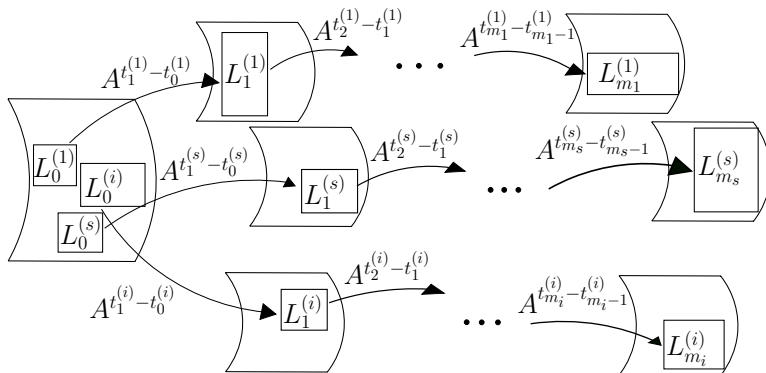 A^{t_1^{(1)}-t_0^{(1)}} L_1^{(1)} A^{t_2^{(1)}-t_1^{(1)}} ... A^{t_{m_1}^{(1)}-t_{m_1-1}^{(1)}} L_{m_1}^{(1)}
L_0^{(1)} L_0^{(i)} L_0^{(s)}
A^{t_1^{(s)}-t_0^{(s)}} L_1^{(s)} A^{t_2^{(s)}-t_1^{(s)}} ... A^{t_{m_s}^{(s)}-t_{m_s-1}^{(s)}} L_{m_s}^{(s)}
A^{t_1^{(i)}-t_0^{(i)}} L_1^{(i)} A^{t_2^{(i)}-t_1^{(i)}} ... A^{t_{m_i}^{(i)}-t_{m_i-1}^{(i)}} L_{m_i}^{(i)}